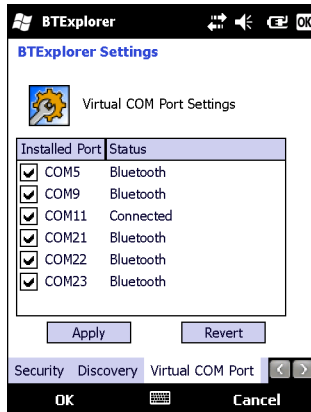 BTExplorer OK
BTExplorer Settings
Virtual COM Port Settings
Installed Port Status
COM5 Bluetooth
COM9 Bluetooth
COM11 Connected
COM21 Bluetooth
COM22 Bluetooth
COM23 Bluetooth
Apply Revert
Security Discovery Virtual COM Port
OK Cancel